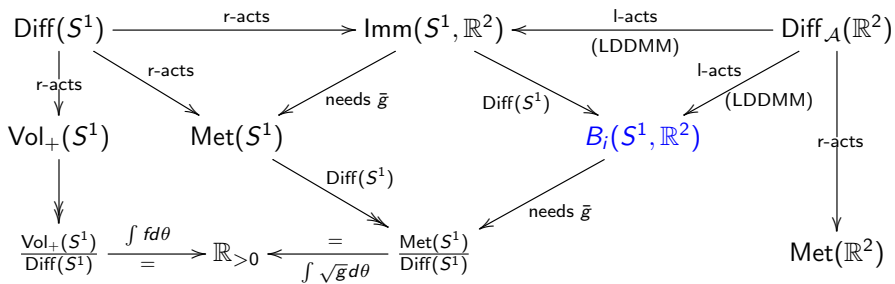 r-acts l-acts
Diff(S¹) Imm(S¹, ℝ²) Diff_𝒜(ℝ²)
(LDDMM)
r-acts r-acts needs ḡ Diff(S¹) l-acts (LDDMM)
Vol₊(S¹) Met(S¹) B_i(S¹, ℝ²) r-acts
Diff(S¹) needs ḡ
Vol₊(S¹)/Diff(S¹) ∫ fdθ = ℝ_{>0} = ∫ √g dθ Met(S¹)/Diff(S¹) Met(ℝ²)